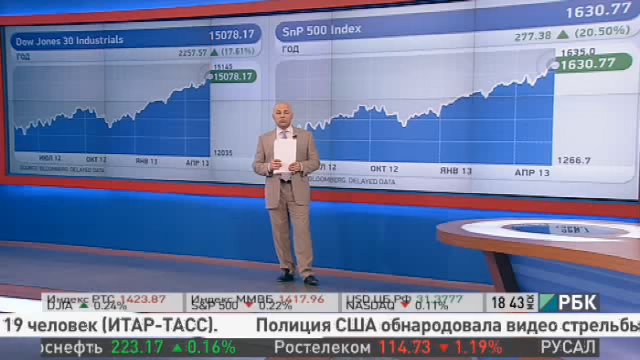 Dow Jones 30 Industrials 15078.17
2257.57 ▲ (17.61%)
ГОД
15145
15078.17
12035
ИЮЛ 12 ОКТ 12 ЯНВ 13 АПР 13
SOURCE: BLOOMBERG DELAYED DATA
SnP 500 Index 1630.77
277.38 ▲ (20.50%)
ГОД
1635.0
1630.77
1266.7
ОКТ 12 ЯНВ 13 АПР 13
BLOOMBERG DELAYED DATA
Индекс РТС 1423.87 Индекс ММВБ 1417.96 USD ЦБ РФ 31.3777
DJIA ▲ 0.24% S&P 500 ▼ 0.22% NASDAQ ▼ 0.11%
18 43 МСК РБК
19 человек (ИТАР-ТАСС). Полиция США обнародовала видео стрельбы
оснефть 223.17 ▲ 0.16% Ростелеком 114.73 ▼ 1.19% РУСАЛ